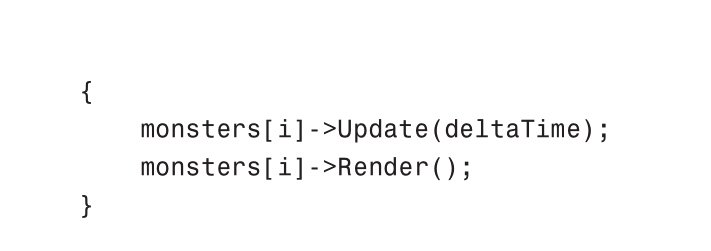 {
    monsters[i]->Update(deltaTime);
    monsters[i]->Render();
}